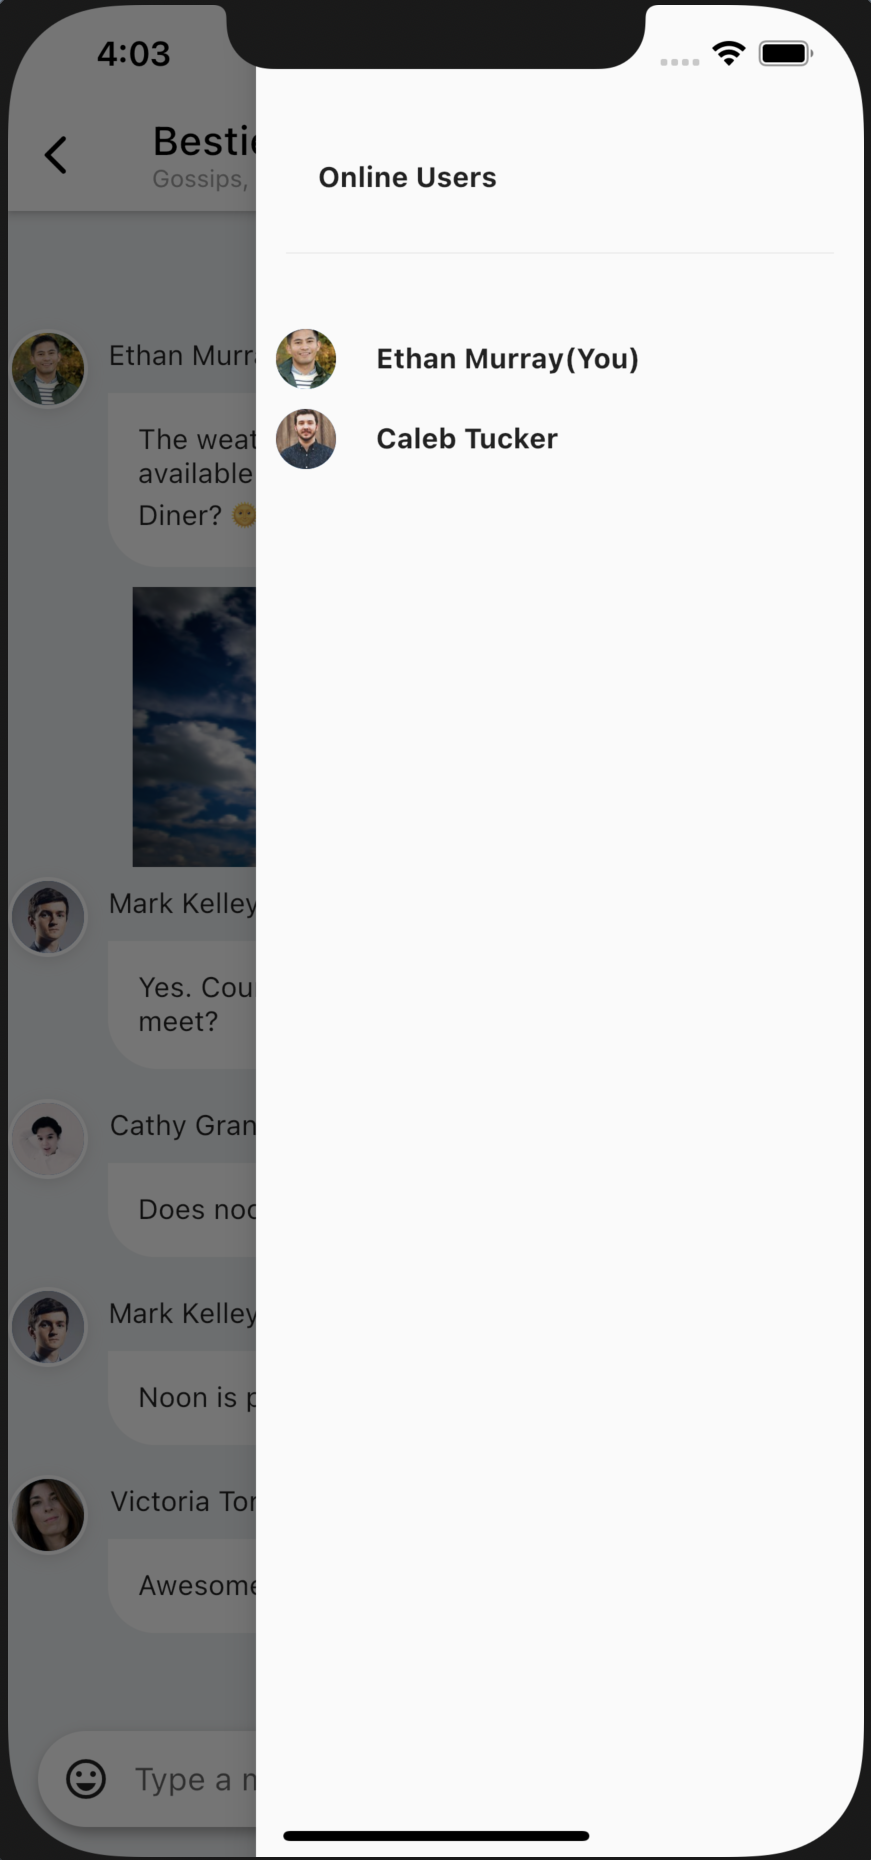 4:03
Besti
Gossips,
Online Users
Ethan Murray(You)
Caleb Tucker
Ethan Murr
The weat
available
Diner? 🌞
Mark Kelley
Yes. Cou
meet?
Cathy Gran
Does noo
Mark Kelley
Noon is p
Victoria Tor
Awesome
Type a m